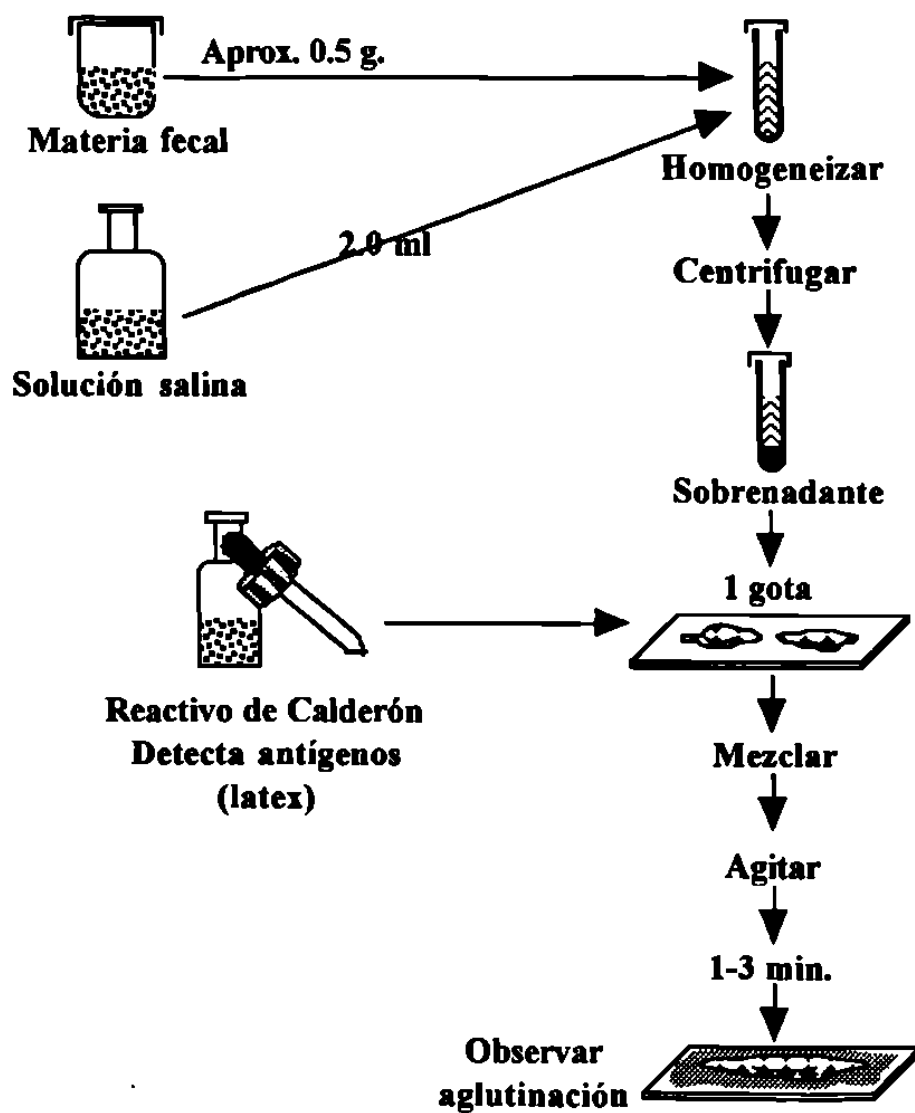 Aprox. 0.5 g.
Materia fecal
Homogeneizar
2.0 ml
Centrifugar
Solución salina
Sobrenadante
1 gota
Reactivo de Calderón
Detecta antígenos
(latex)
Mezclar
Agitar
1-3 min.
Observar
aglutinación